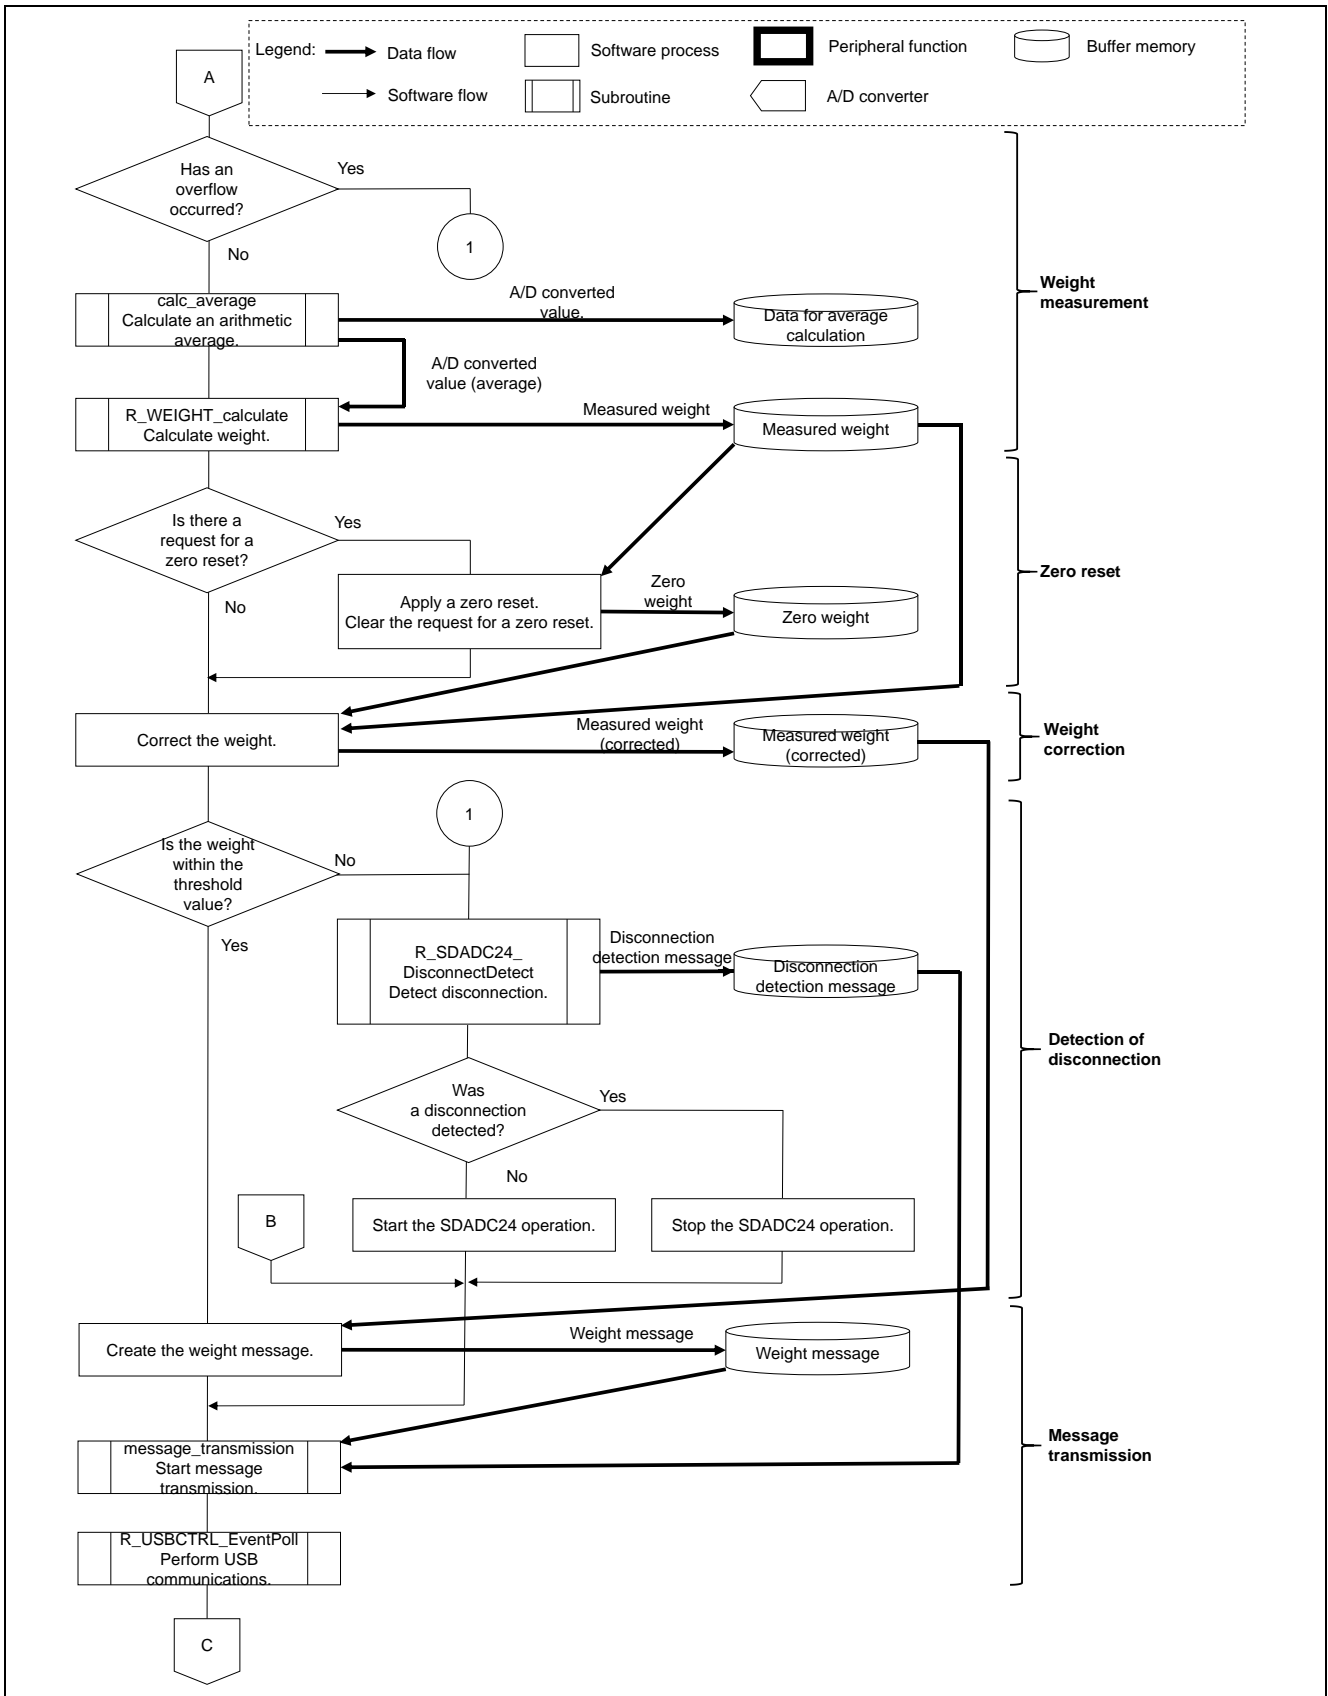 Legend:
Data flow
Software process
Peripheral function
Buffer memory
Software flow
Subroutine
A/D converter
A
Has an
overflow
occurred?
Yes
1
No
Weight
measurement
calc_average
Calculate an arithmetic
average.
A/D converted
value.
Data for average
calculation
A/D converted
value (average)
R_WEIGHT_calculate
Calculate weight.
Measured weight
Measured weight
Is there a
request for a
zero reset?
Yes
No
Apply a zero reset.
Clear the request for a zero reset.
Zero
weight
Zero weight
Zero reset
Correct the weight.
Measured weight
(corrected)
Measured weight
(corrected)
Weight
correction
1
Is the weight
within the
threshold
value?
No
Yes
R_SDADC24_
DisconnectDetect
Detect disconnection.
Disconnection
detection message
Disconnection
detection message
Detection of
disconnection
Was
a disconnection
detected?
Yes
No
B
Start the SDADC24 operation.
Stop the SDADC24 operation.
Create the weight message.
Weight message
Weight message
Message
transmission
message_transmission
Start message
transmission.
R_USBCTRL_EventPoll
Perform USB
communications.
C